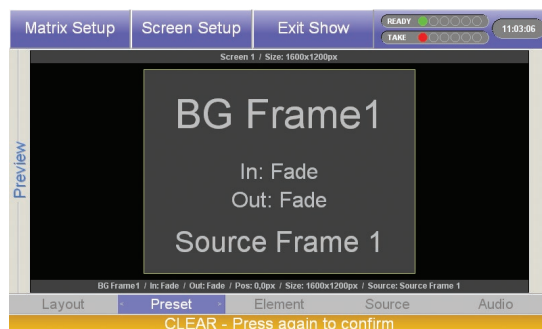 Matrix Setup Screen Setup Exit Show READY 11:03:06
TAKE
Screen 1 / Size: 1600x1200px
Preview
BG Frame1
In: Fade
Out: Fade
Source Frame 1
BG Frame1 / In: Fade / Out: Fade / Pos: 0,0px / Size: 1600x1200px / Source: Source Frame 1
Layout Preset Element Source Audio
CLEAR - Press again to confirm